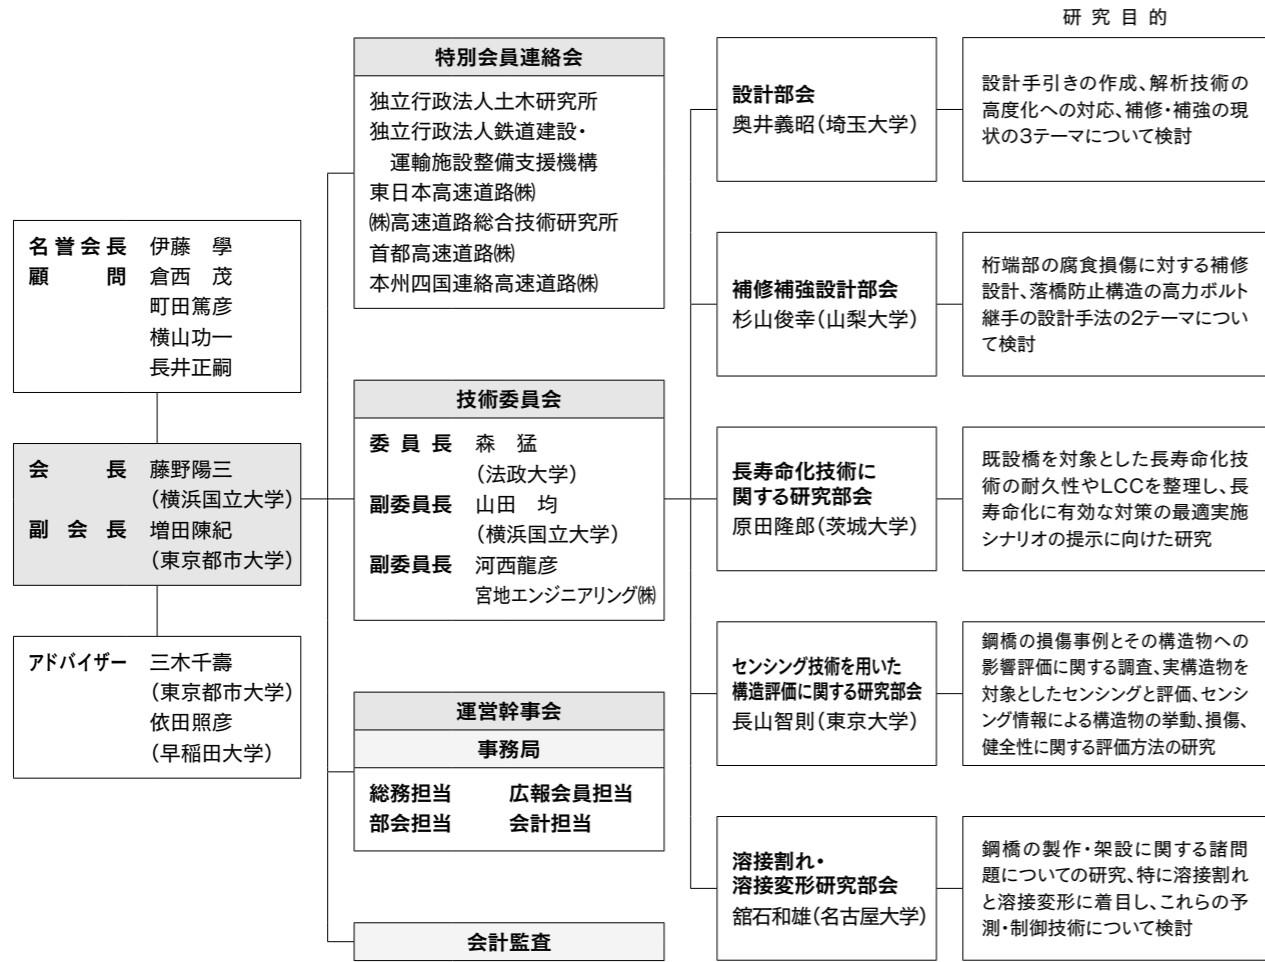 名誉会長 伊藤 學
顧問 倉西 茂
町田篤彦
横山功一
長井正嗣
会長 藤野陽三
(横浜国立大学)
副会長 増田陳紀
(東京都市大学)
アドバイザー 三木千壽
(東京都市大学)
依田照彦
(早稲田大学)
特別会員連絡会
独立行政法人土木研究所
独立行政法人鉄道建設・
運輸施設整備支援機構
東日本高速道路㈱
㈱高速道路総合技術研究所
首都高速道路㈱
本州四国連絡高速道路㈱
技術委員会
委員長 森 猛
(法政大学)
副委員長 山田 均
(横浜国立大学)
副委員長 河西龍彦
宮地エンジニアリング㈱
運営幹事会
事務局
総務担当 広報会員担当
部会担当 会計担当
会計監査
研究目的
設計部会
奥井義昭(埼玉大学)
設計手引きの作成、解析技術の
高度化への対応、補修・補強の現
状の3テーマについて検討
補修補強設計部会
杉山俊幸(山梨大学)
桁端部の腐食損傷に対する補修
設計、落橋防止構造の高力ボルト
継手の設計手法の2テーマについ
て検討
長寿命化技術に
関する研究部会
原田隆郎(茨城大学)
既設橋を対象とした長寿命化技
術の耐久性やLCCを整理し、長
寿命化に有効な対策の最適実施
シナリオの提示に向けた研究
センシング技術を用いた
構造評価に関する研究部会
長山智則(東京大学)
鋼橋の損傷事例とその構造物への
影響評価に関する調査、実構造物を
対象としたセンシングと評価、センシ
ング情報による構造物の挙動、損傷、
健全性に関する評価方法の研究
溶接割れ・
溶接変形研究部会
舘石和雄(名古屋大学)
鋼橋の製作・架設に関する諸問
題についての研究、特に溶接割れ
と溶接変形に着目し、これらの予
測・制御技術について検討